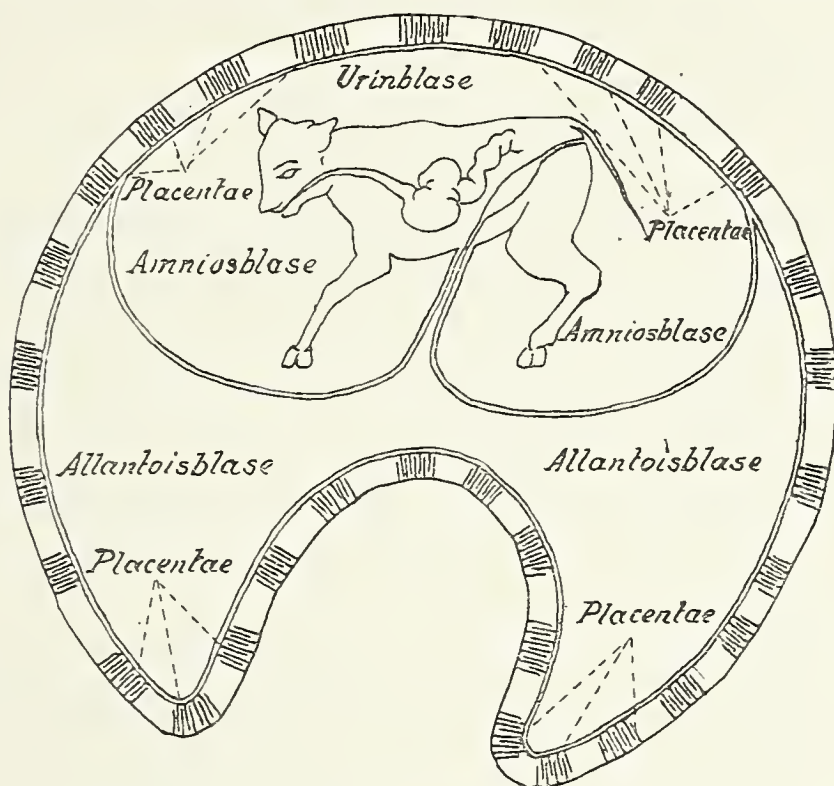 Urinblase
Placentae
Placentae
Amniosblase
Amniosblase
Allantoisblase
Allantoisblase
Placentae
Placentae